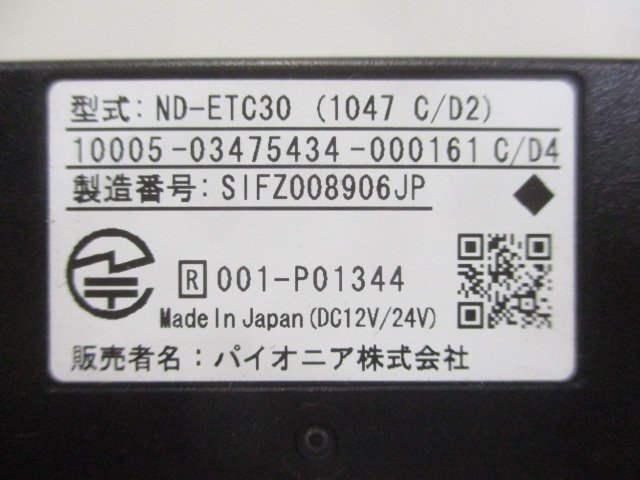 型式: ND-ETC30 (1047 C/D2)
10005-03475434-000161 C/D4
製造番号: SIFZ008906JP
R 001-P01344
Made In Japan (DC12V/24V)
販売者名: パイオニア株式会社